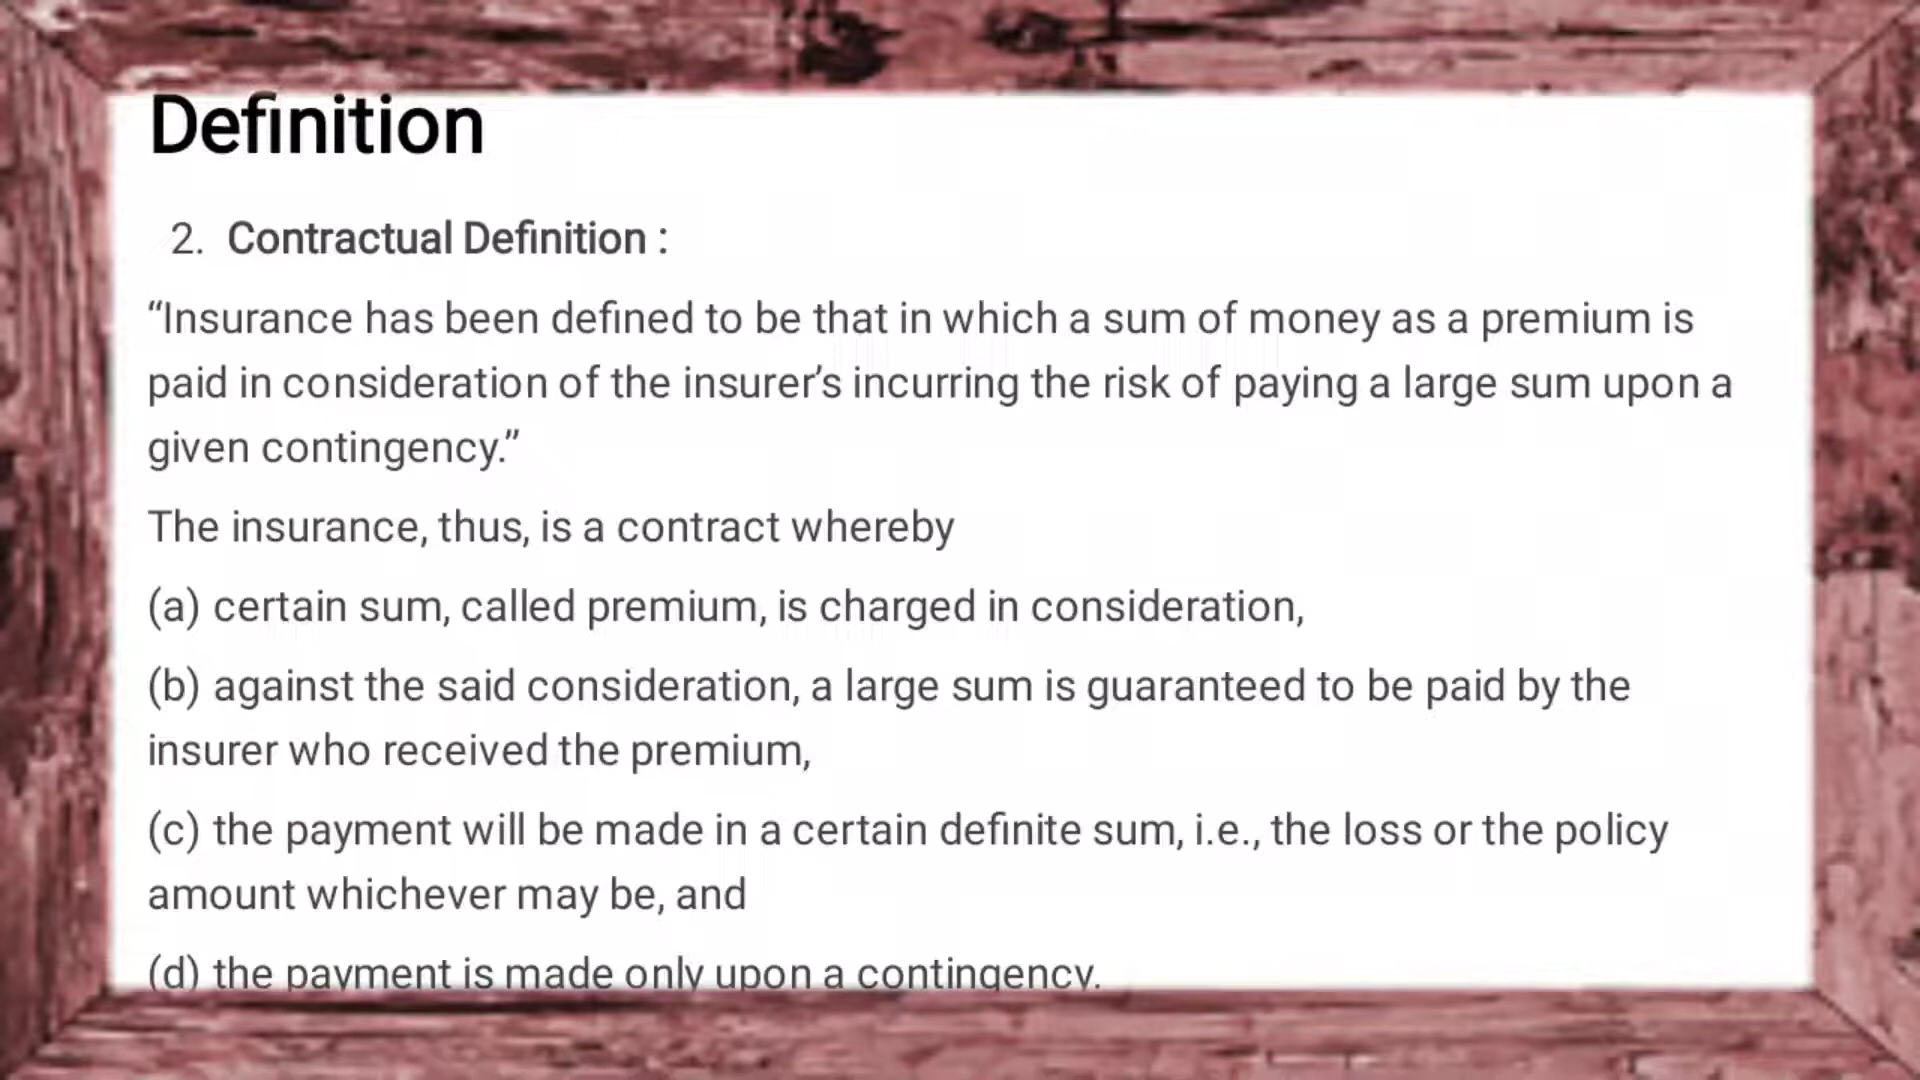 Definition
2. Contractual Definition :
“Insurance has been defined to be that in which a sum of money as a premium is
paid in consideration of the insurer’s incurring the risk of paying a large sum upon a
given contingency.”
The insurance, thus, is a contract whereby
(a) certain sum, called premium, is charged in consideration,
(b) against the said consideration, a large sum is guaranteed to be paid by the
insurer who received the premium,
(c) the payment will be made in a certain definite sum, i.e., the loss or the policy
amount whichever may be, and
(d) the payment is made only upon a contingency.